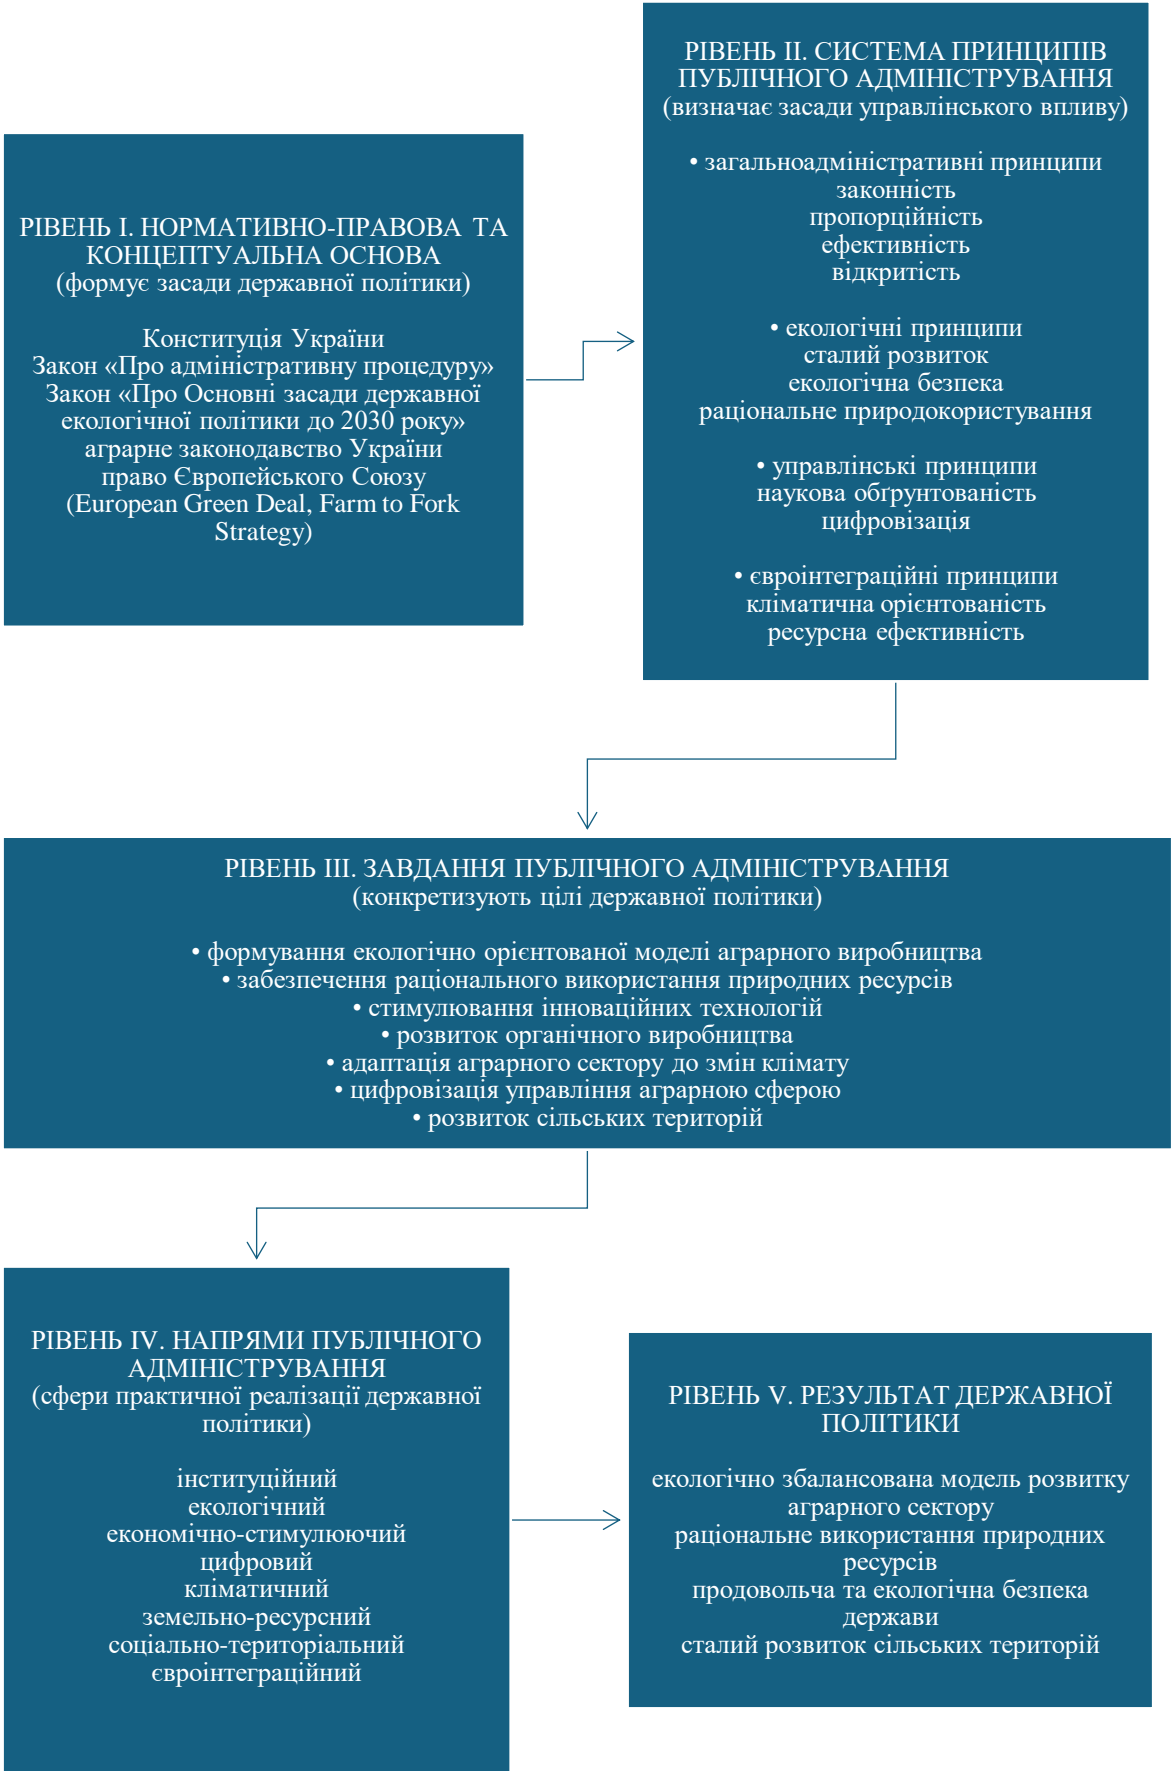 РІВЕНЬ І. НОРМАТИВНО-ПРАВОВА ТА
КОНЦЕПТУАЛЬНА ОСНОВА
(формує засади державної політики)
Конституція України
Закон «Про адміністративну процедуру»
Закон «Про Основні засади державної
екологічної політики до 2030 року»
аграрне законодавство України
право Європейського Союзу
(European Green Deal, Farm to Fork
Strategy)
РІВЕНЬ ІІ. СИСТЕМА ПРИНЦИПІВ
ПУБЛІЧНОГО АДМІНІСТРУВАННЯ
(визначає засади управлінського впливу)
• загальноадміністративні принципи
законність
пропорційність
ефективність
відкритість
• екологічні принципи
сталий розвиток
екологічна безпека
раціональне природокористування
• управлінські принципи
наукова обґрунтованість
цифровізація
• євроінтеграційні принципи
кліматична орієнтованість
ресурсна ефективність
РІВЕНЬ ІІІ. ЗАВДАННЯ ПУБЛІЧНОГО АДМІНІСТРУВАННЯ
(конкретизують цілі державної політики)
• формування екологічно орієнтованої моделі аграрного виробництва
• забезпечення раціонального використання природних ресурсів
• стимулювання інноваційних технологій
• розвиток органічного виробництва
• адаптація аграрного сектору до змін клімату
• цифровізація управління аграрною сферою
• розвиток сільських територій
РІВЕНЬ IV. НАПРЯМИ ПУБЛІЧНОГО
АДМІНІСТРУВАННЯ
(сфери практичної реалізації державної
політики)
інституційний
екологічний
економічно-стимулюючий
цифровий
кліматичний
земельно-ресурсний
соціально-територіальний
євроінтеграційний
РІВЕНЬ V. РЕЗУЛЬТАТ ДЕРЖАВНОЇ
ПОЛІТИКИ
екологічно збалансована модель розвитку
аграрного сектору
раціональне використання природних
ресурсів
продовольча та екологічна безпека
держави
сталий розвиток сільських територій